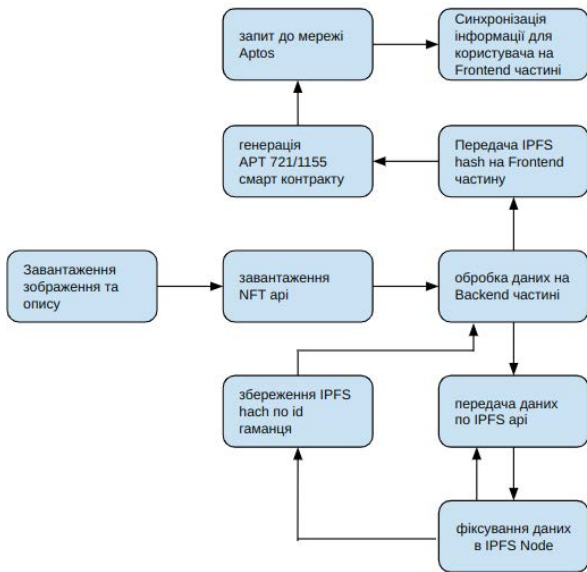 запит до мережі
Aptos
Синхронізація
інформації для
користувача на
Frontend частині
генерація
APT 721/1155
смарт контракту
Передача IPFS
hash на Frontend
частину
Завантаження
зображення та
опису
завантаження
NFT api
обробка даних на
Backend частині
збереження IPFS
hach по id
гаманця
передача даних
по IPFS api
фіксування даних
в IPFS Node